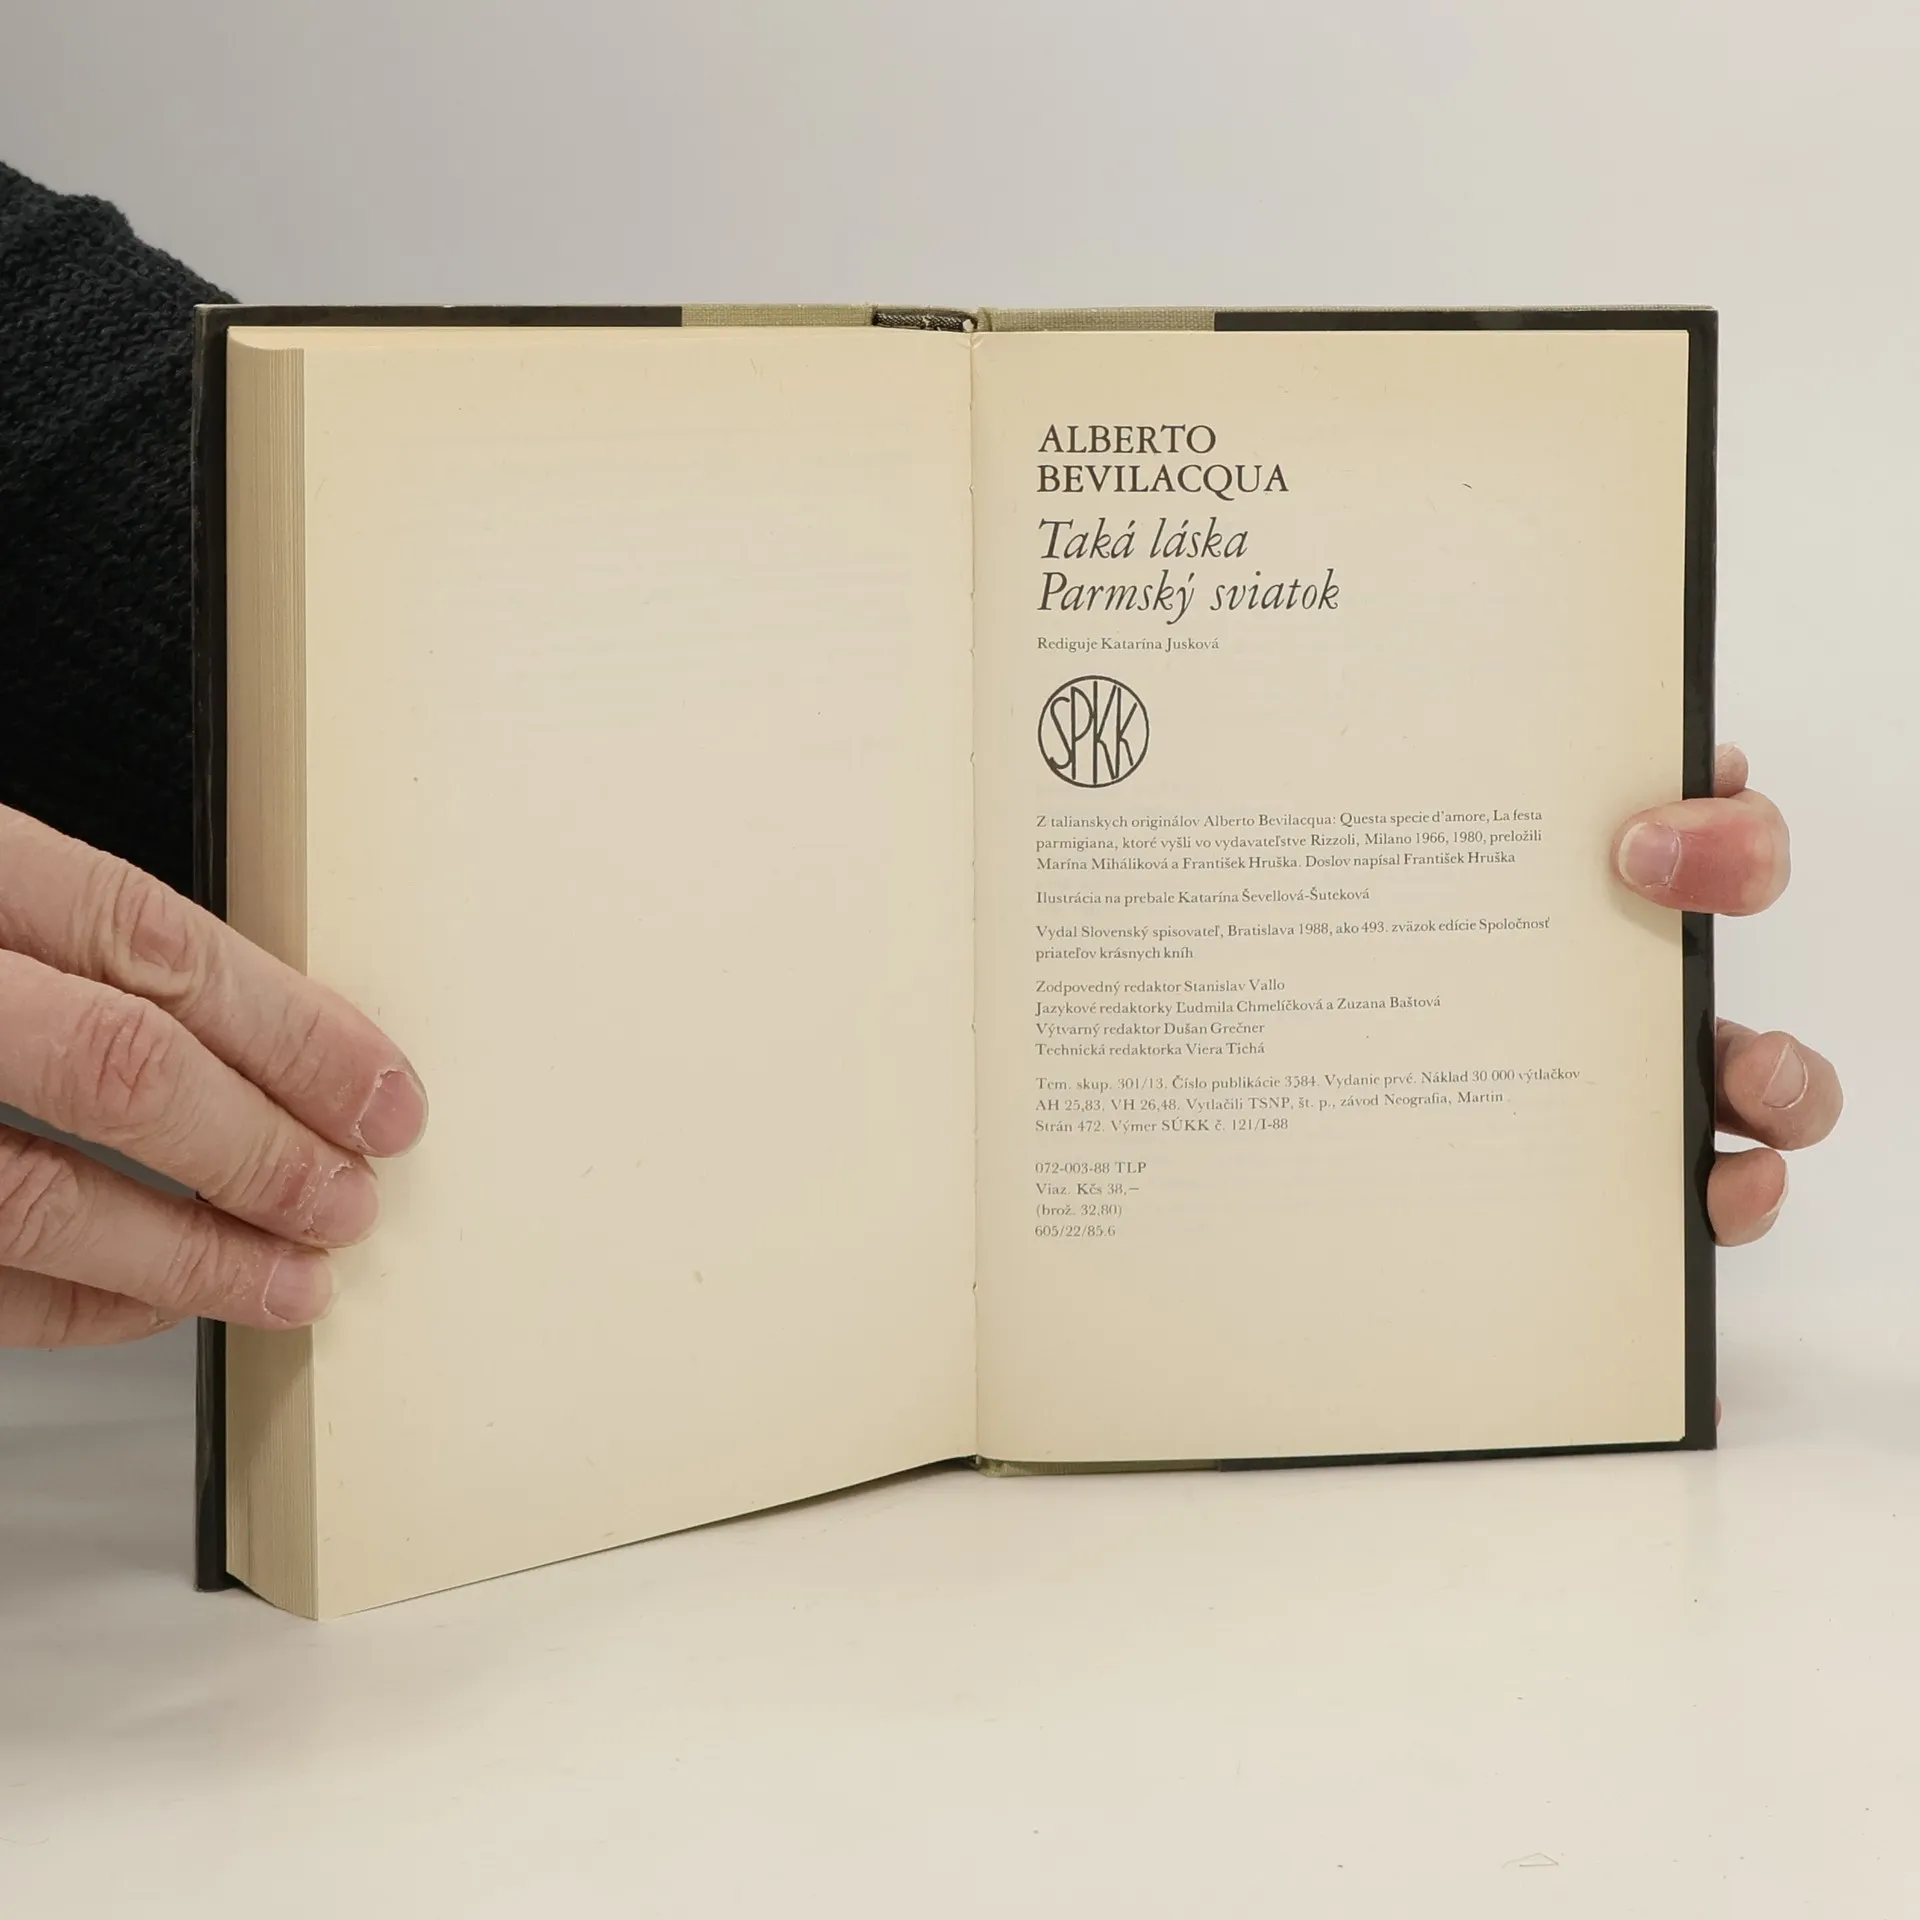 ALBERTO
BEVILACQUA
Taká láska
Parmský sviatok
Rediguje Katarína Jusková
SPKK
Z talianskych originálov Alberto Bevilacqua: Questa specie d'amore, La festa
parmigiana, ktoré vyšli vo vydavateľstve Rizzoli, Milano 1966, 1980, preložili
Marína Miháliková a František Hruška. Doslov napísal František Hruška
Ilustrácia na prebale Katarína Ševellová-Šuteková
Vydal Slovenský spisovateľ, Bratislava 1988, ako 493. zväzok edície Spoločnosť
priateľov krásnych kníh
Zodpovedný redaktor Stanislav Vallo
Jazykové redaktorky Ľudmila Chmelíčková a Zuzana Baštová
Výtvarný redaktor Dušan Grečner
Technická redaktorka Viera Tichá
Tem. skup. 301/13. Číslo publikácie 3584. Vydanie prvé. Náklad 30 000 výtlačkov
AH 25,83, VH 26,48. Vytlačili TSNP, št. p., závod Neografia, Martin
Strán 472. Výmer SÚKK č. 121/I-88
072-003-88 TLP
Viaz. Kčs 38,—
(brož. 32,80)
605/22/85.6